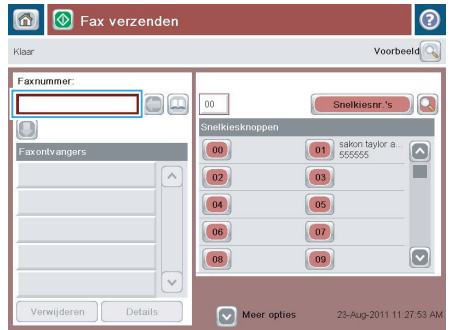 Fax verzenden
Klaar
Voorbeeld
Faxnummer:
00
Snelkiesnr.'s
Snelkiesknoppen
Faxontvangers
00
01 sakon taylor a...
555555
02
03
04
05
06
07
08
09
Verwijderen
Details
Meer opties
23-Aug-2011 11:27:53 AM